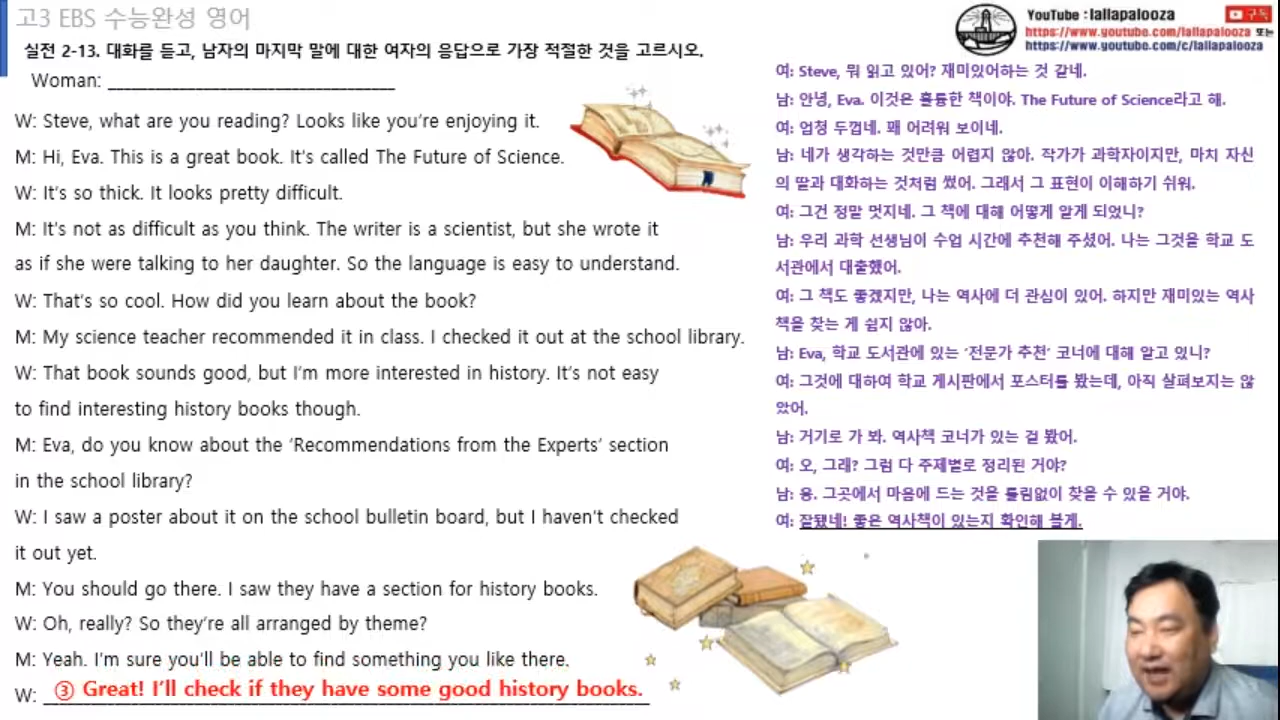 고3 EBS 수능완성 영어
실전 2-13. 대화를 듣고, 남자의 마지막 말에 대한 여자의 응답으로 가장 적절한 것을 고르시오.
Woman: ___________________________________
W: Steve, what are you reading? Looks like you're enjoying it.
M: Hi, Eva. This is a great book. It's called The Future of Science.
W: It's so thick. It looks pretty difficult.
M: It's not as difficult as you think. The writer is a scientist, but she wrote it
as if she were talking to her daughter. So the language is easy to understand.
W: That's so cool. How did you learn about the book?
M: My science teacher recommended it in class. I checked it out at the school library.
W: That book sounds good, but I'm more interested in history. It's not easy
to find interesting history books though.
M: Eva, do you know about the ‘Recommendations from the Experts’ section
in the school library?
W: I saw a poster about it on the school bulletin board, but I haven't checked
it out yet.
M: You should go there. I saw they have a section for history books.
W: Oh, really? So they're all arranged by theme?
M: Yeah. I'm sure you'll be able to find something you like there.
W: ③ Great! I'll check if they have some good history books.
YouTube : lallapalooza
구독
https://www.youtube.com/lallapalooza 또는
https://www.youtube.com/c/lallapalooza
여: Steve, 뭐 읽고 있어? 재미있어하는 것 같네.
남: 안녕, Eva. 이것은 훌륭한 책이야. The Future of Science라고 해.
여: 엄청 두껍네. 꽤 어려워 보이네.
남: 네가 생각하는 것만큼 어렵지 않아. 작가가 과학자이지만, 마치 자신
의 딸과 대화하는 것처럼 썼어. 그래서 그 표현이 이해하기 쉬워.
여: 그건 정말 멋지네. 그 책에 대해 어떻게 알게 되었니?
남: 우리 과학 선생님이 수업 시간에 추천해 주셨어. 나는 그것을 학교 도
서관에서 대출했어.
여: 그 책도 좋겠지만, 나는 역사에 더 관심이 있어. 하지만 재미있는 역사
책을 찾는 게 쉽지 않아.
남: Eva, 학교 도서관에 있는 ‘전문가 추천’ 코너에 대해 알고 있니?
여: 그것에 대하여 학교 게시판에서 포스터를 봤는데, 아직 살펴보지는 않
았어.
남: 거기로 가 봐. 역사책 코너가 있는 걸 봤어.
여: 오, 그래? 그럼 다 주제별로 정리된 거야?
남: 응. 그곳에서 마음에 드는 것을 틀림없이 찾을 수 있을 거야.
여: 잘됐네! 좋은 역사책이 있는지 확인해 볼게.